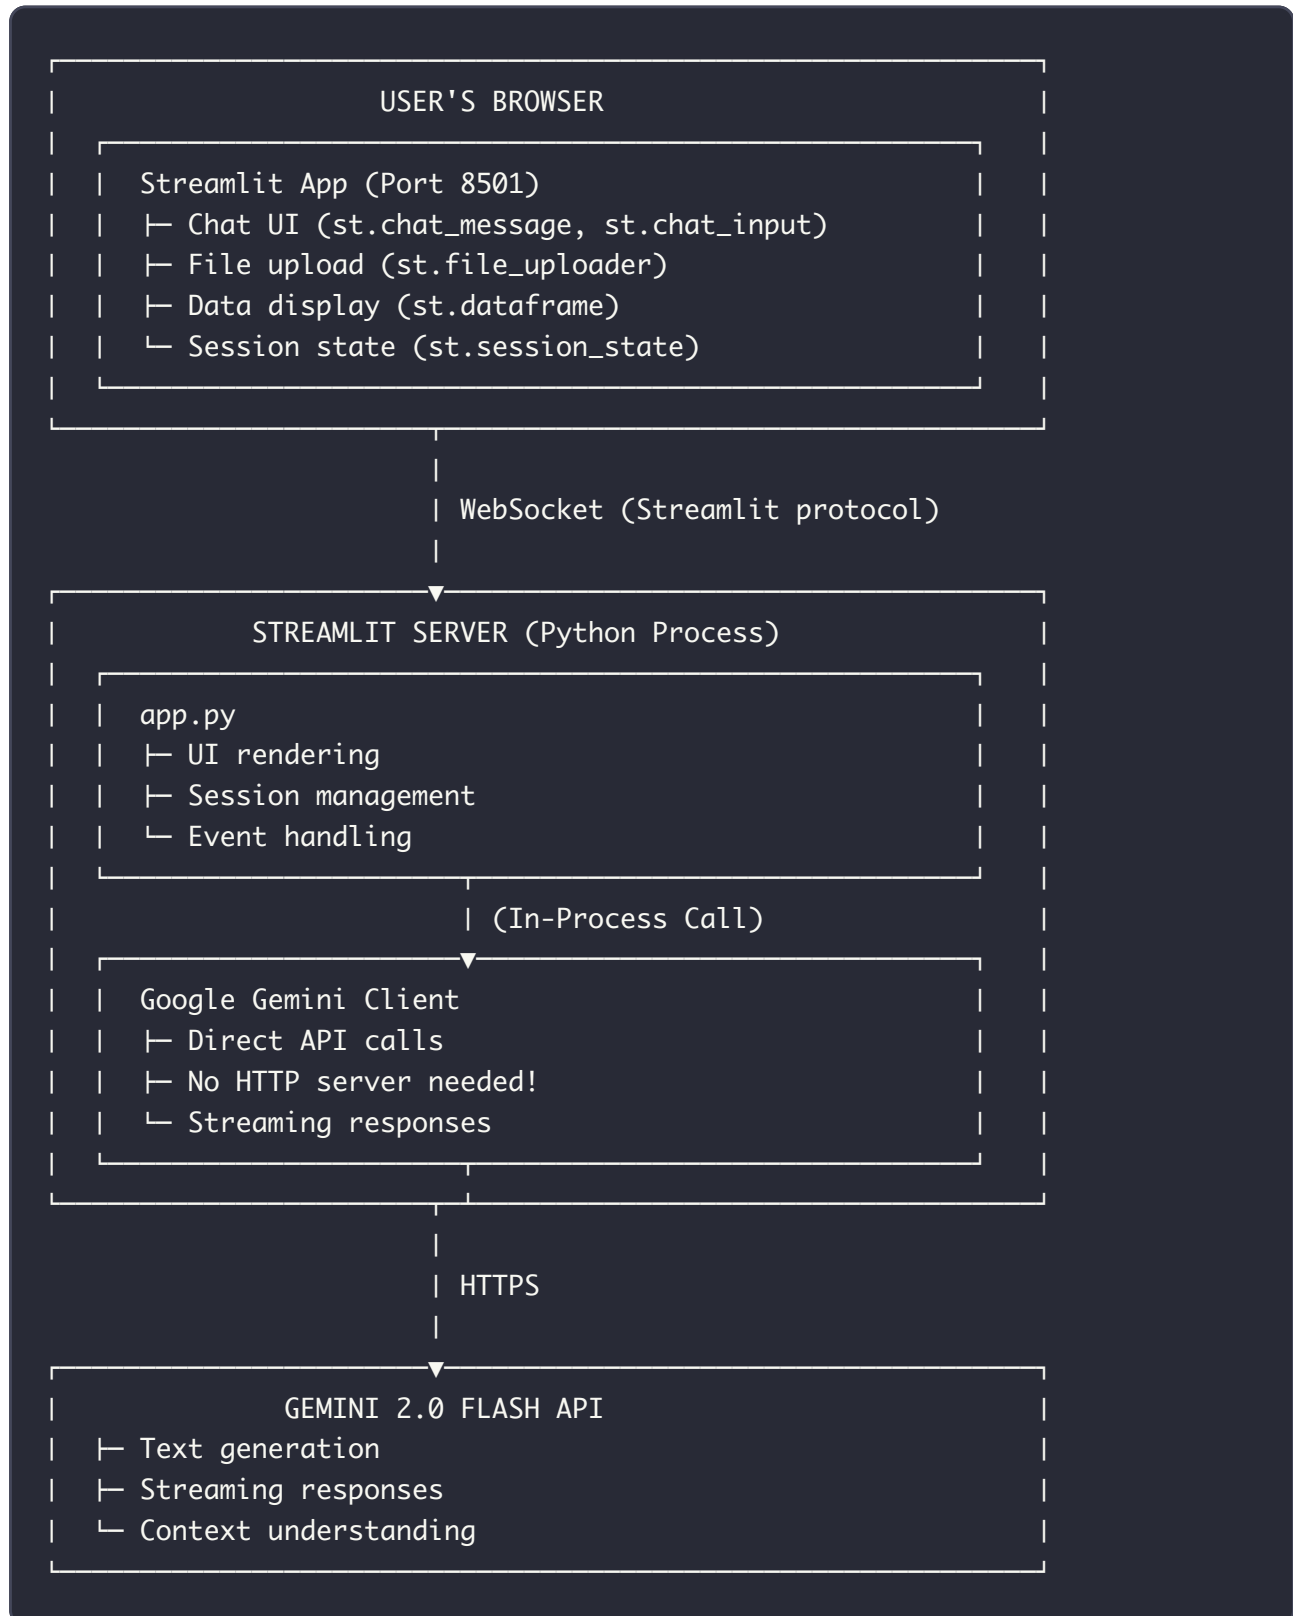 USER'S BROWSER
Streamlit App (Port 8501)
├─ Chat UI (st.chat_message, st.chat_input)
├─ File upload (st.file_uploader)
├─ Data display (st.dataframe)
└─ Session state (st.session_state)
WebSocket (Streamlit protocol)
STREAMLIT SERVER (Python Process)
app.py
├─ UI rendering
├─ Session management
└─ Event handling
(In-Process Call)
Google Gemini Client
├─ Direct API calls
├─ No HTTP server needed!
└─ Streaming responses
HTTPS
GEMINI 2.0 FLASH API
├─ Text generation
├─ Streaming responses
└─ Context understanding